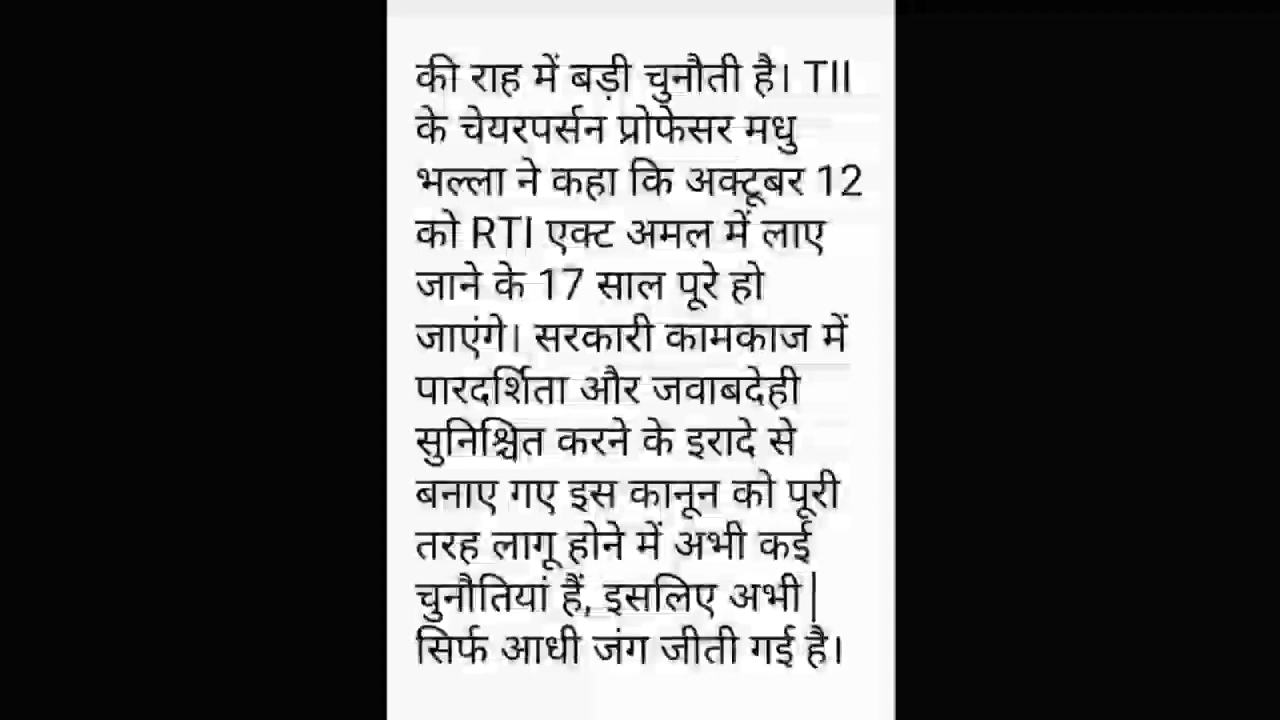 की राह में बड़ी चुनौती है। TII
के चेयरपर्सन प्रोफेसर मधु
भल्ला ने कहा कि अक्टूबर 12
को RTI एक्ट अमल में लाए
जाने के 17 साल पूरे हो
जाएंगे। सरकारी कामकाज में
पारदर्शिता और जवाबदेही
सुनिश्चित करने के इरादे से
बनाए गए इस कानून को पूरी
तरह लागू होने में अभी कई
चुनौतियां हैं, इसलिए अभी
सिर्फ आधी जंग जीती गई है।